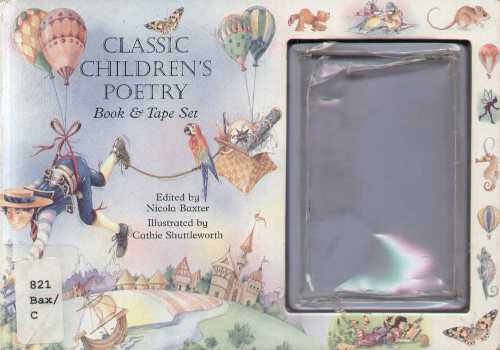 CLASSIC
CHILDREN'S
POETRY
Book & Tape Set
Edited by
Nicola Baxter
Illustrated by
Cathie Shuttleworth
821
Bax/
C